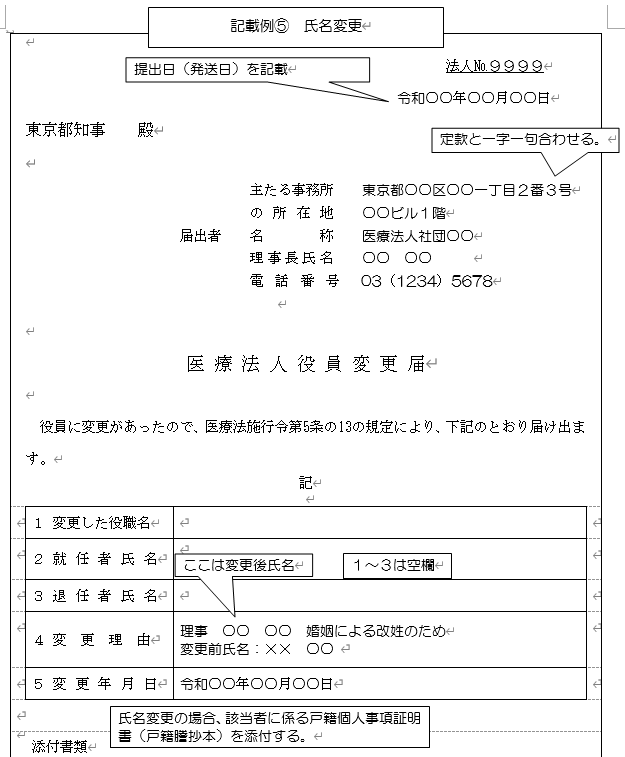 記載例⑤　氏名変更
提出日（発送日）を記載
法人№９９９９
令和〇〇年〇〇月〇〇日
東京都知事　殿
定款と一字一句合わせる。
主たる事務所　東京都〇〇区〇〇一丁目２番３号
の所在地　〇〇ビル１階
届出者　名称　医療法人社団〇〇
理事長氏名　〇〇　〇〇
電話番号　03（1234）5678
医療法人役員変更届
役員に変更があったので、医療法施行令第5条の13の規定により、下記のとおり届け出ま
す。
記
１ 変更した役職名
２ 就任者氏名
ここは変更後氏名
１～３は空欄
３ 退任者氏名
４ 変更理由
理事　〇〇　〇〇　婚姻による改姓のため
変更前氏名：××　〇〇
５ 変更年月日　令和〇〇年〇〇月〇〇日
氏名変更の場合、該当者に係る戸籍個人事項証明
書（戸籍謄抄本）を添付する。
添付書類